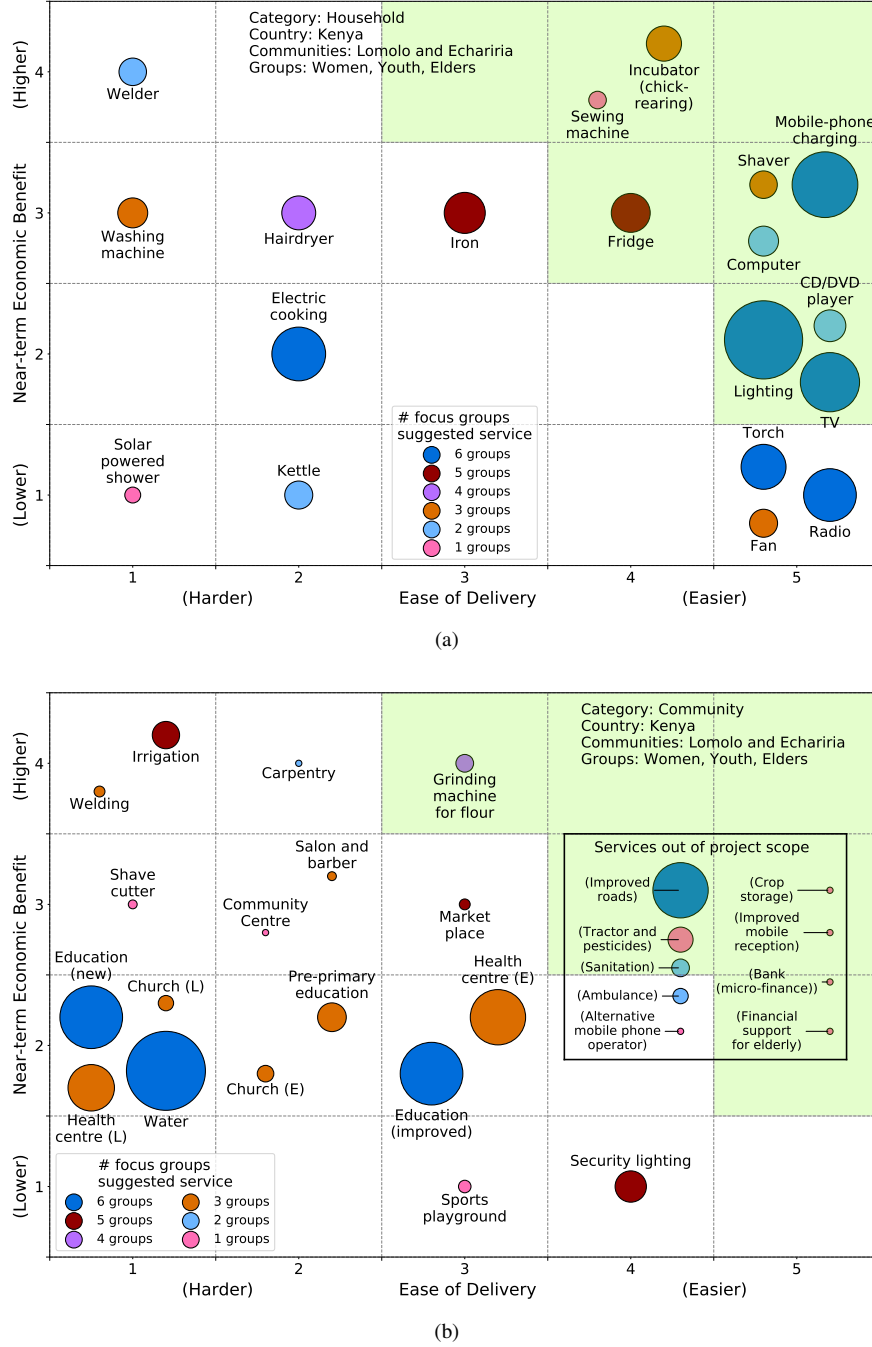 Category: Household
Country: Kenya
Communities: Lomolo and Echariria
Groups: Women, Youth, Elders
(Higher)
Near-term Economic Benefit
(Lower)
4
3
2
1
Welder
Incubator
(chick-
rearing)
Sewing
machine
Mobile-phone
charging
Shaver
Washing
machine
Hairdryer
Iron
Fridge
Computer
CD/DVD
player
Electric
cooking
Lighting
TV
Solar
powered
shower
Kettle
# focus groups
suggested service
6 groups
5 groups
4 groups
3 groups
2 groups
1 groups
Torch
Fan
Radio
1
2
3
4
5
(Harder)
Ease of Delivery
(Easier)
(a)
Category: Community
Country: Kenya
Communities: Lomolo and Echariria
Groups: Women, Youth, Elders
(Higher)
Near-term Economic Benefit
(Lower)
4
3
2
1
Irrigation
Welding
Carpentry
Grinding
machine
for flour
Salon and
barber
Shave
cutter
Community
Centre
Market
place
Services out of project scope
(Improved
roads)
(Crop
storage)
(Tractor and
pesticides)
(Improved
mobile
reception)
(Sanitation)
(Bank
(micro-finance))
(Ambulance)
(Alternative
mobile phone
operator)
(Financial
support
for elderly)
Education
(new)
Church (L)
Pre-primary
education
Health
centre (E)
Health
centre (L)
Water
Church (E)
Education
(improved)
# focus groups
suggested service
6 groups
5 groups
4 groups
3 groups
2 groups
1 groups
Sports
playground
Security lighting
1
2
3
4
5
(Harder)
Ease of Delivery
(Easier)
(b)